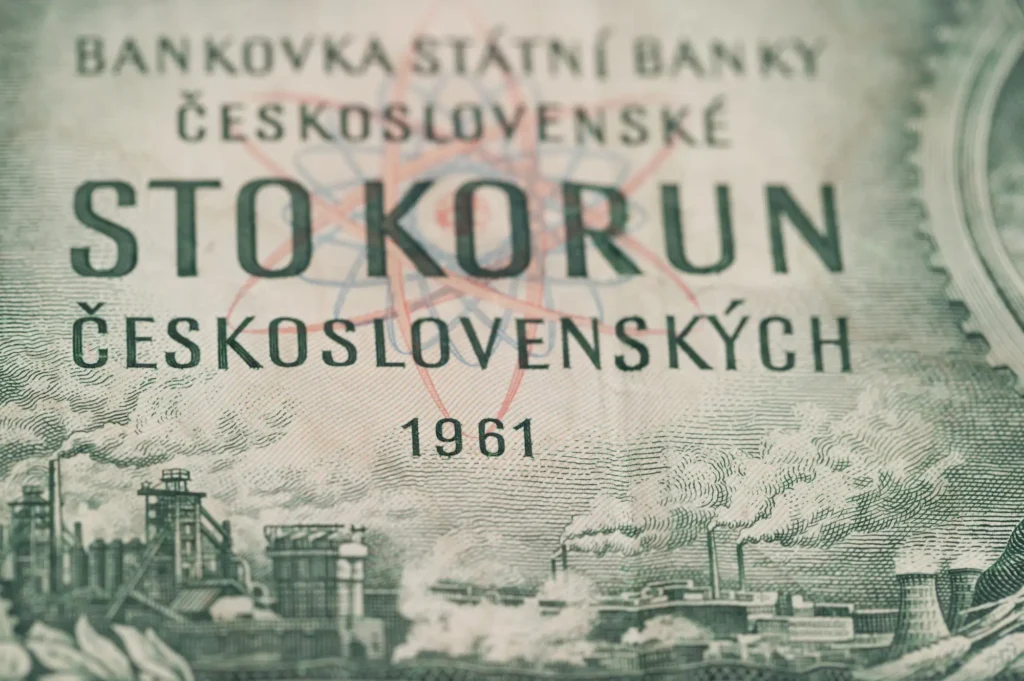 BANKOVKA STÁTNÍ BANKY
ČESKOSLOVENSKÉ
STO KORUN
ČESKOSLOVENSKÝCH
1961